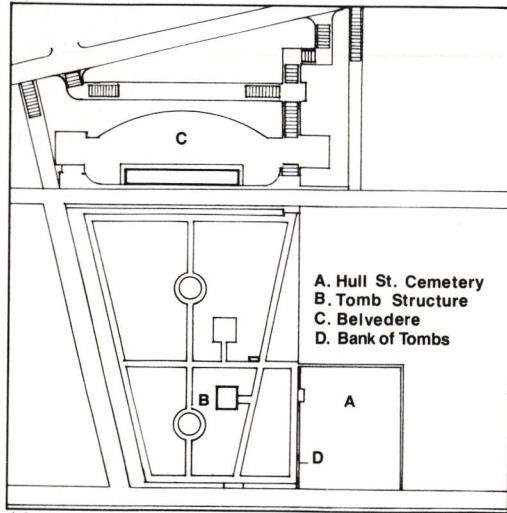 C
A. Hull St. Cemetery
B. Tomb Structure
C. Belvedere
D. Bank of Tombs
B
A
D